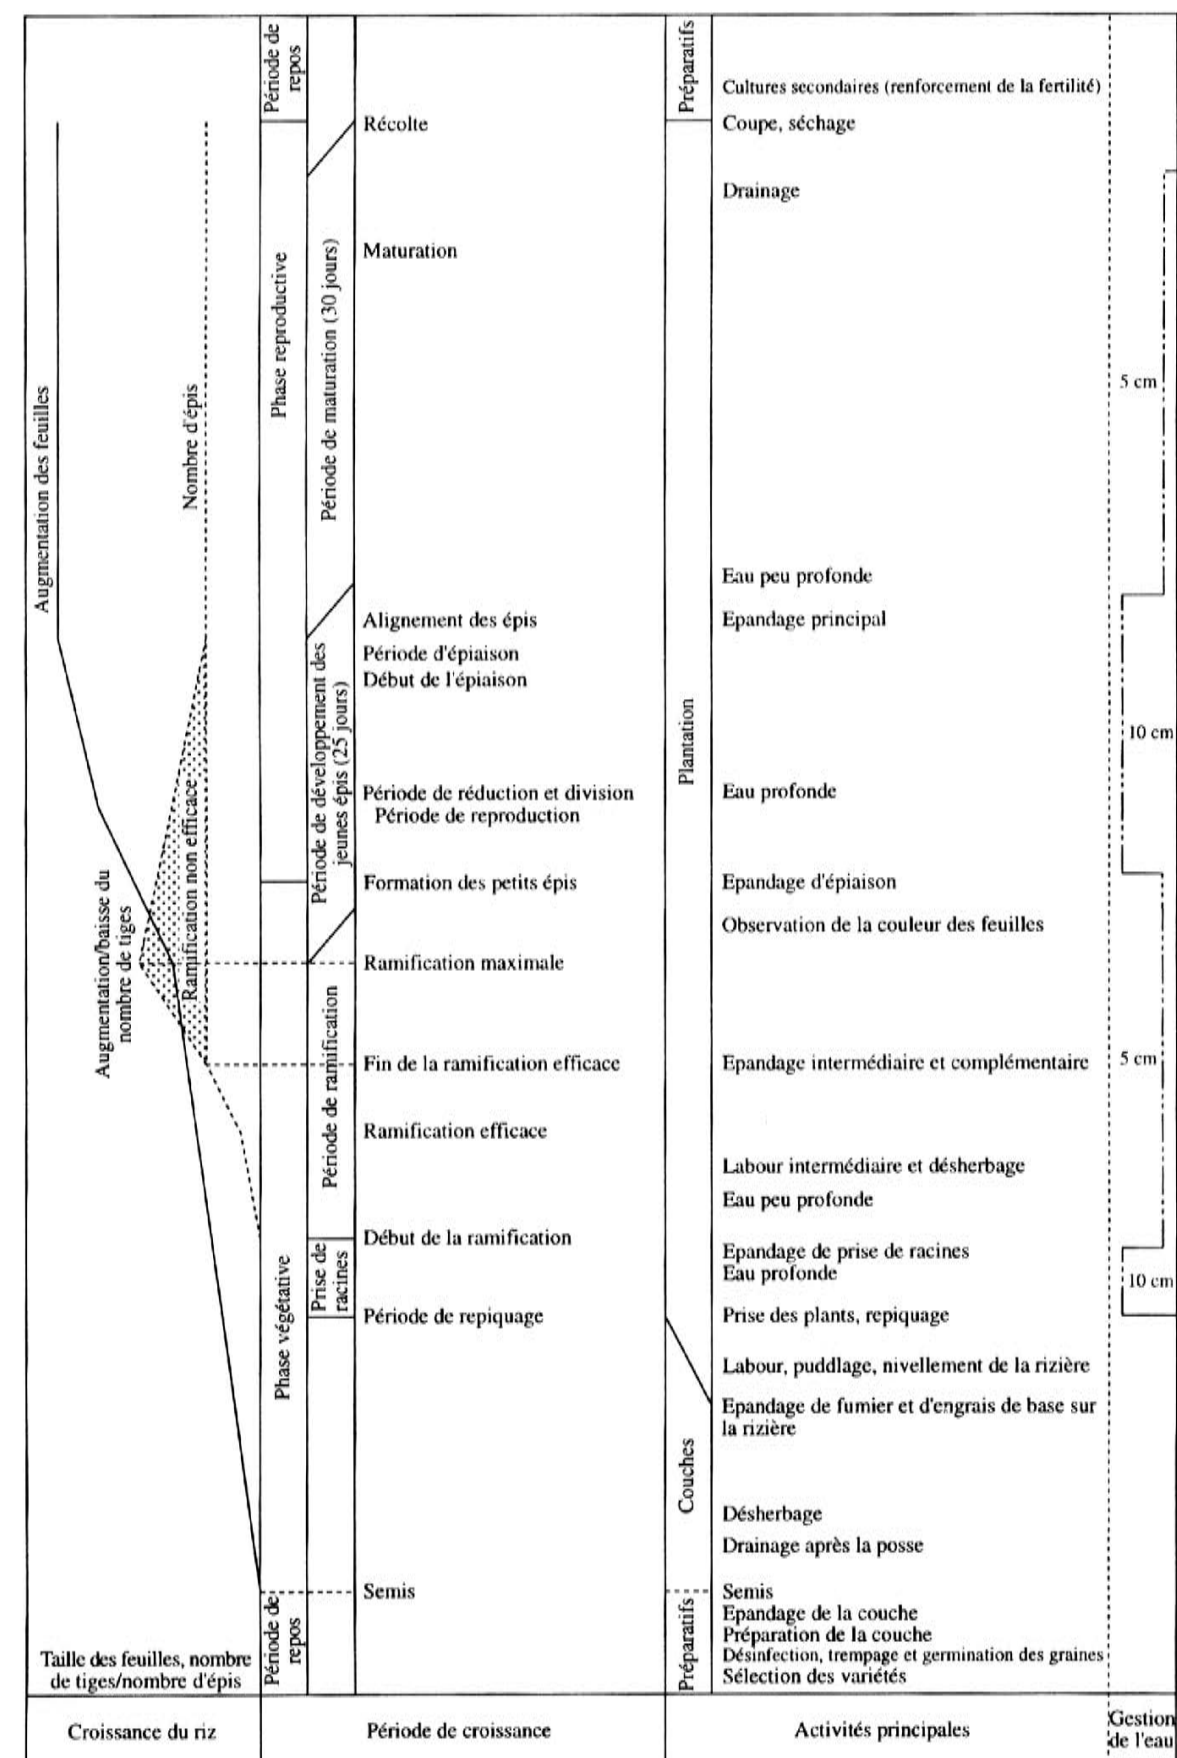 Période de
repos
Préparatifs
Cultures secondaires (renforcement de la fertilité)
Récolte
Coupe, séchage
Drainage
Maturation
Phase reproductive
Période de maturation (30 jours)
5 cm
Augmentation des feuilles
Nombre d'épis
Eau peu profonde
Alignement des épis
Epandage principal
Période d'épiaison
Début de l'épiaison
Période de développement des
jeunes épis (25 jours)
Plantation
10 cm
Période de réduction et division
Eau profonde
Période de reproduction
Ramification non efficace
Formation des petits épis
Epandage d'épiaison
Augmentation/baisse du
nombre de tiges
Observation de la couleur des feuilles
Ramification maximale
Période de ramification
Fin de la ramification efficace
Epandage intermédiaire et complémentaire
5 cm
Ramification efficace
Labour intermédiaire et désherbage
Eau peu profonde
Début de la ramification
Epandage de prise de racines
Prise de
racines
Eau profonde
10 cm
Phase végétative
Période de repiquage
Prise des plants, repiquage
Labour, puddlage, nivellement de la rizière
Epandage de fumier et d'engrais de base sur
la rizière
Couches
Désherbage
Drainage après la posse
Semis
Semis
Période de
repos
Préparatifs
Epandage de la couche
Préparation de la couche
Désinfection, trempage et germination des graines
Sélection des variétés
Taille des feuilles, nombre
de tiges/nombre d'épis
Croissance du riz
Période de croissance
Activités principales
Gestion
de l'eau